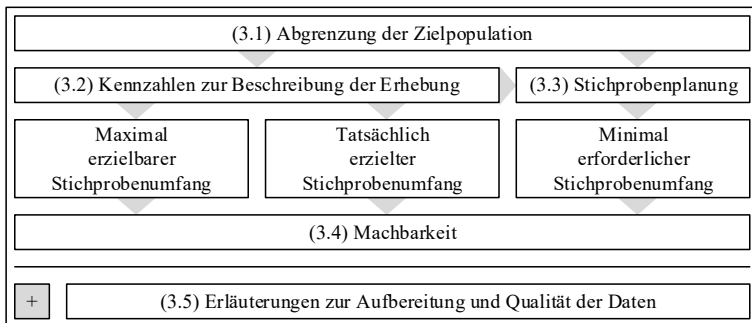 (3.1) Abgrenzung der Zielpopulation
(3.2) Kennzahlen zur Beschreibung der Erhebung
(3.3) Stichprobenplanung
Maximal
erzielbarer
Stichprobenumfang
Tatsächlich
erzielter
Stichprobenumfang
Minimal
erforderlicher
Stichprobenumfang
(3.4) Machbarkeit
+
(3.5) Erläuterungen zur Aufbereitung und Qualität der Daten